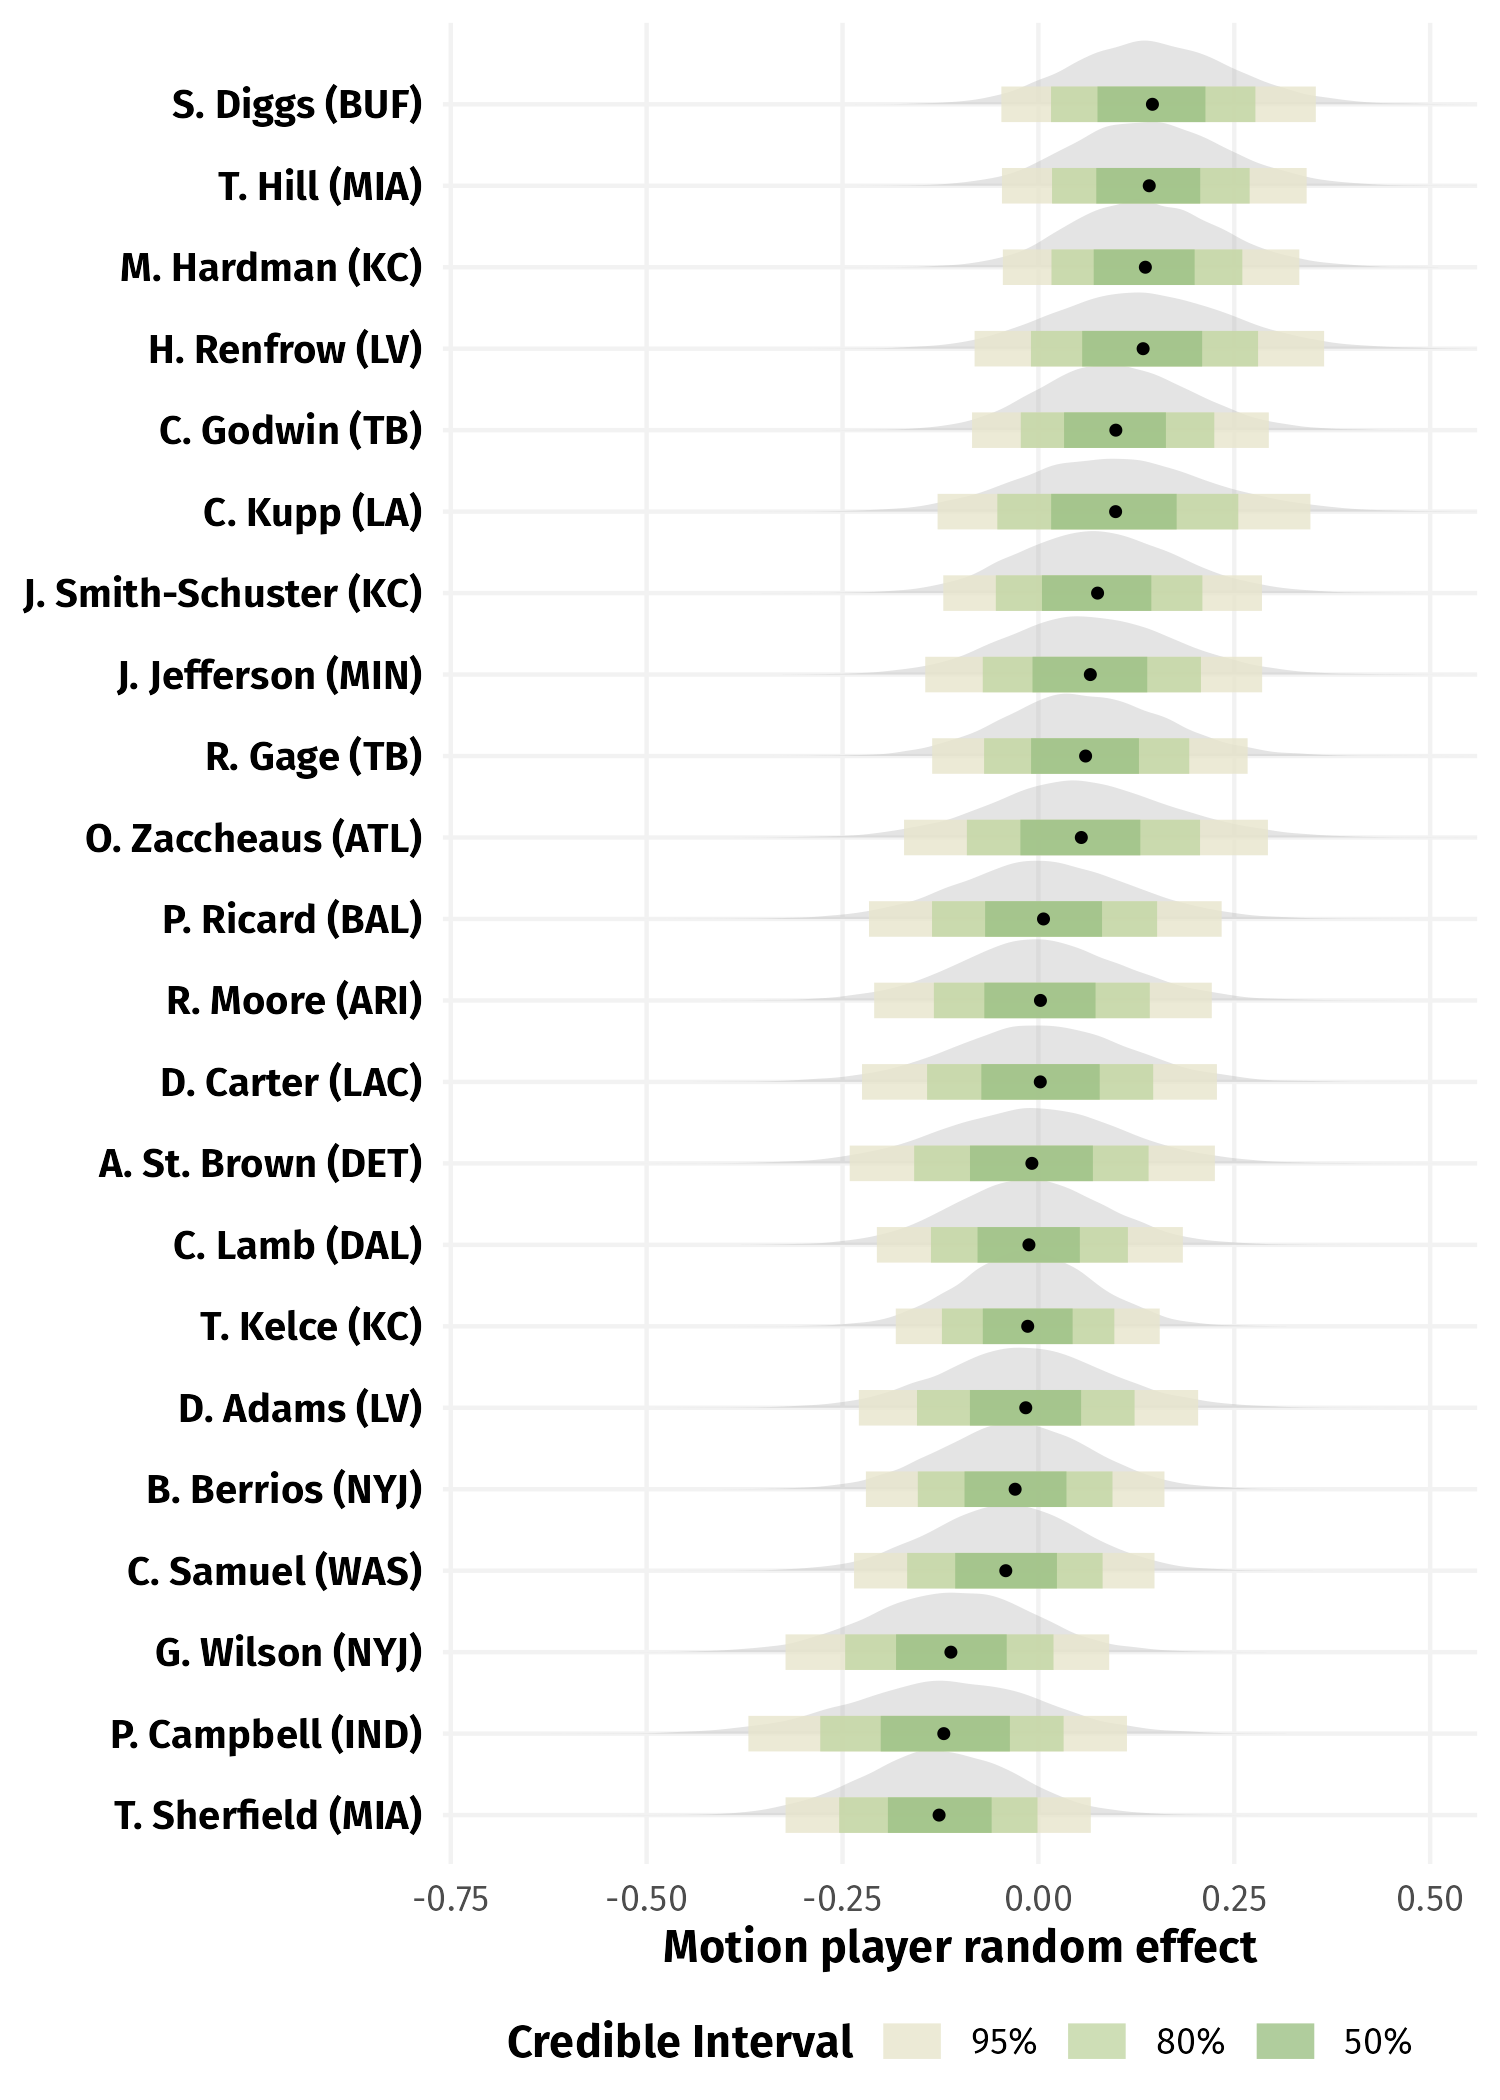 S. Diggs (BUF)
T. Hill (MIA)
M. Hardman (KC)
H. Renfrow (LV)
C. Godwin (TB)
C. Kupp (LA)
J. Smith-Schuster (KC)
J. Jefferson (MIN)
R. Gage (TB)
O. Zaccheaus (ATL)
P. Ricard (BAL)
R. Moore (ARI)
D. Carter (LAC)
A. St. Brown (DET)
C. Lamb (DAL)
T. Kelce (KC)
D. Adams (LV)
B. Berrios (NYJ)
C. Samuel (WAS)
G. Wilson (NYJ)
P. Campbell (IND)
T. Sherfield (MIA)
-0.75 -0.50 -0.25 0.00 0.25 0.50
Motion player random effect
Credible Interval 95% 80% 50%